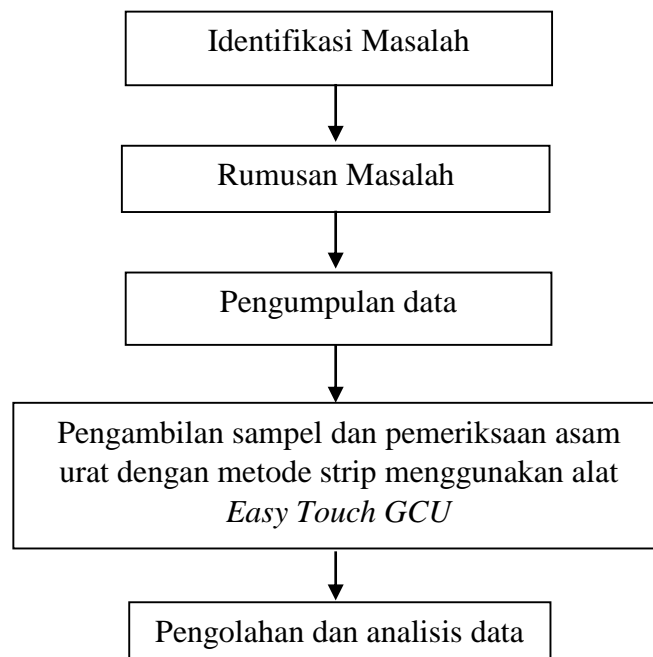 Identifikasi Masalah
Rumusan Masalah
Pengumpulan data
Pengambilan sampel dan pemeriksaan asam
urat dengan metode strip menggunakan alat
Easy Touch GCU
Pengolahan dan analisis data